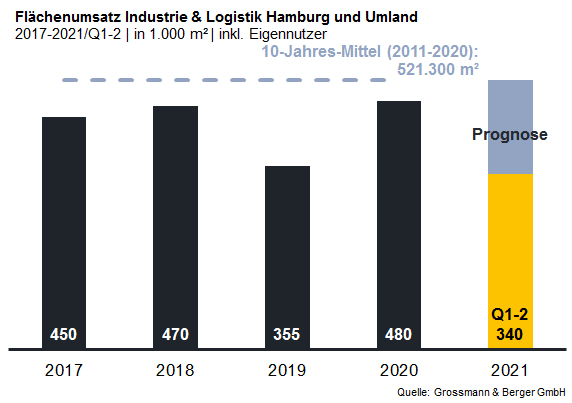 Flächenumsatz Industrie & Logistik Hamburg und Umland
2017-2021/Q1-2 | in 1.000 m² | inkl. Eigennutzer
10-Jahres-Mittel (2011-2020):
521.300 m²
Prognose
Q1-2
450 470 355 480 340
2017 2018 2019 2020 2021
Quelle: Grossmann & Berger GmbH